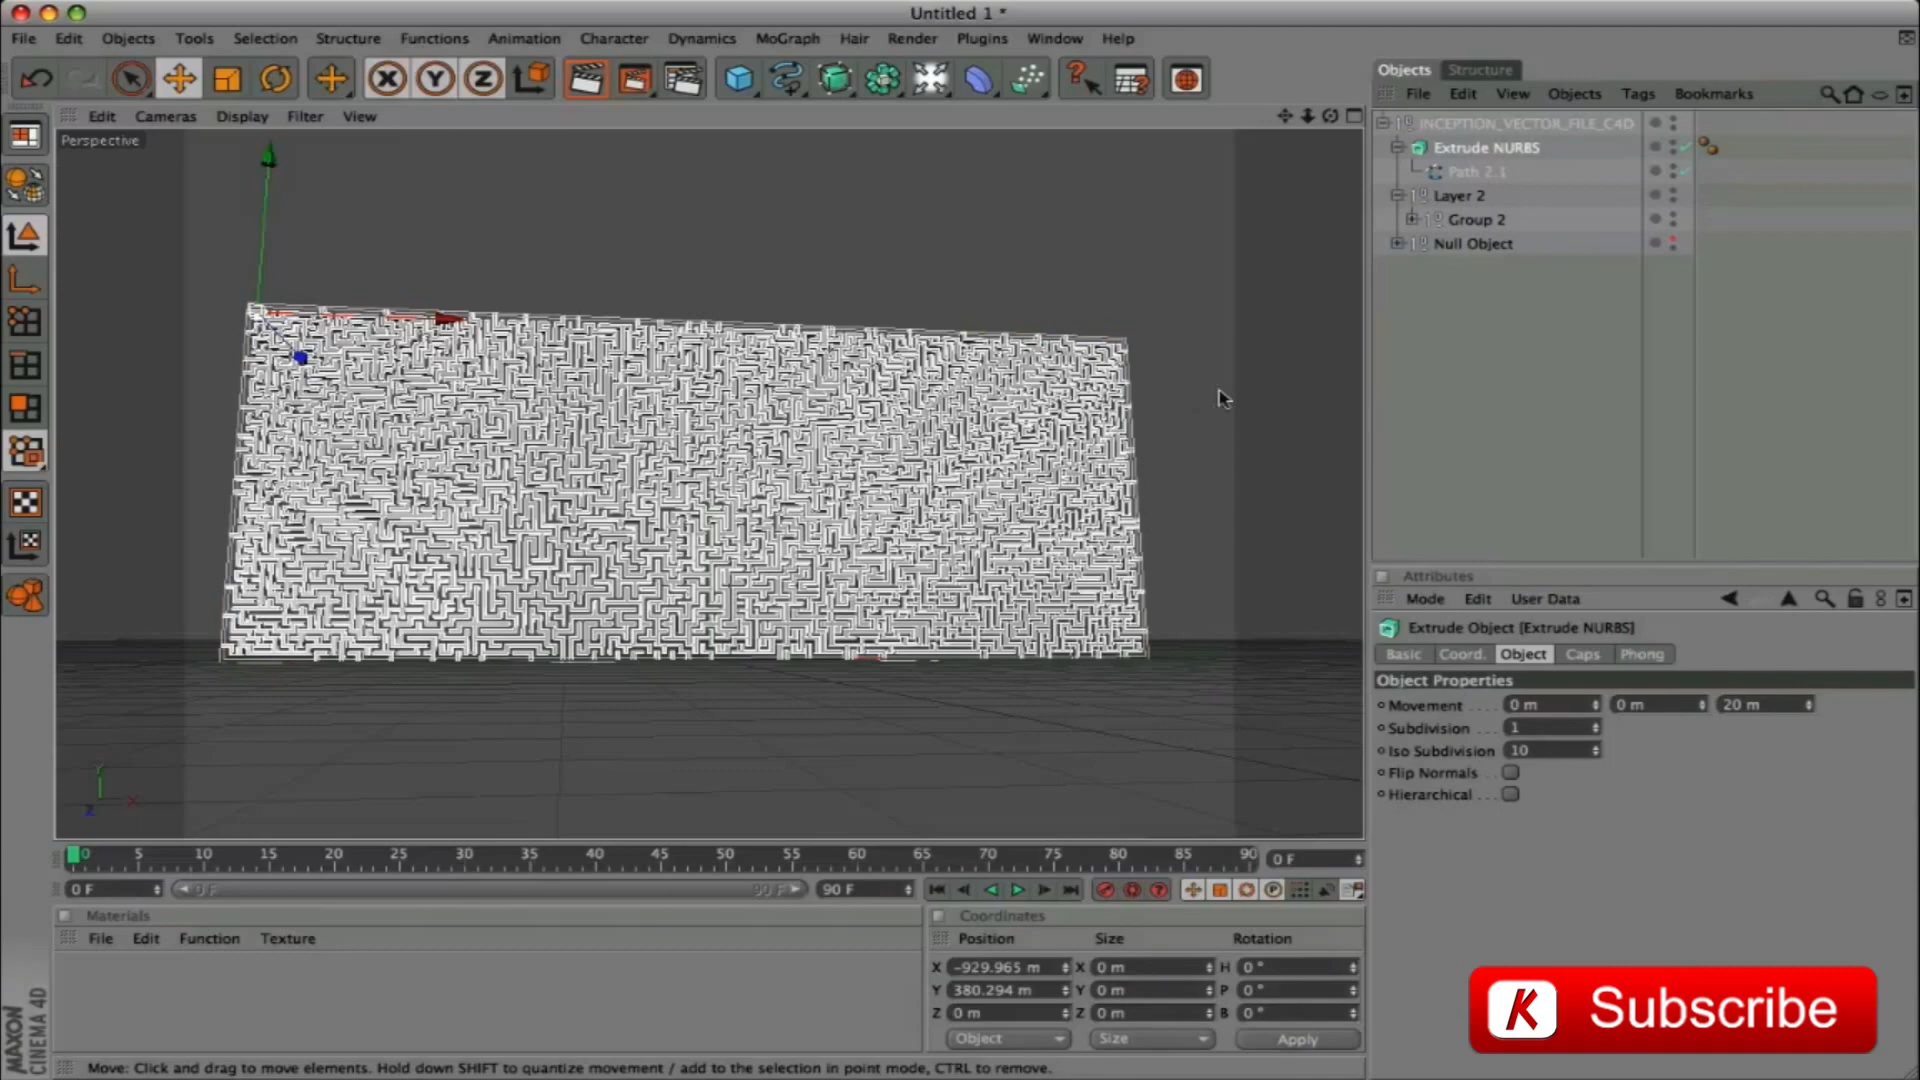 Untitled 1 *
File Edit Objects Tools Selection Structure Functions Animation Character Dynamics MoGraph Hair Render Plugins Window Help
X Y Z
Edit Cameras Display Filter View
Perspective
Y
Z X
0 5 10 15 20 25 30 35 40 45 50 55 60 65 70 75 80 85 90 0 F
0 F 0 F 90 F 90 F
Materials
File Edit Function Texture
Coordinates
Position Size Rotation
X -929.965 m X 0 m H 0 °
Y 380.294 m Y 0 m P 0 °
Z 0 m Z 0 m B 0 °
Object Size Apply
Move: Click and drag to move elements. Hold down SHIFT to quantize movement / add to the selection in point mode, CTRL to remove.
MAXON
CINEMA 4D
Objects Structure
File Edit View Objects Tags Bookmarks
INCEPTION_VECTOR_FILE_C4D
Extrude NURBS
Path 2.1
Layer 2
Group 2
Null Object
Attributes
Mode Edit User Data
Extrude Object [Extrude NURBS]
Basic Coord. Object Caps Phong
Object Properties
Movement 0 m 0 m 20 m
Subdivision 1
Iso Subdivision 10
Flip Normals
Hierarchical
K Subscribe